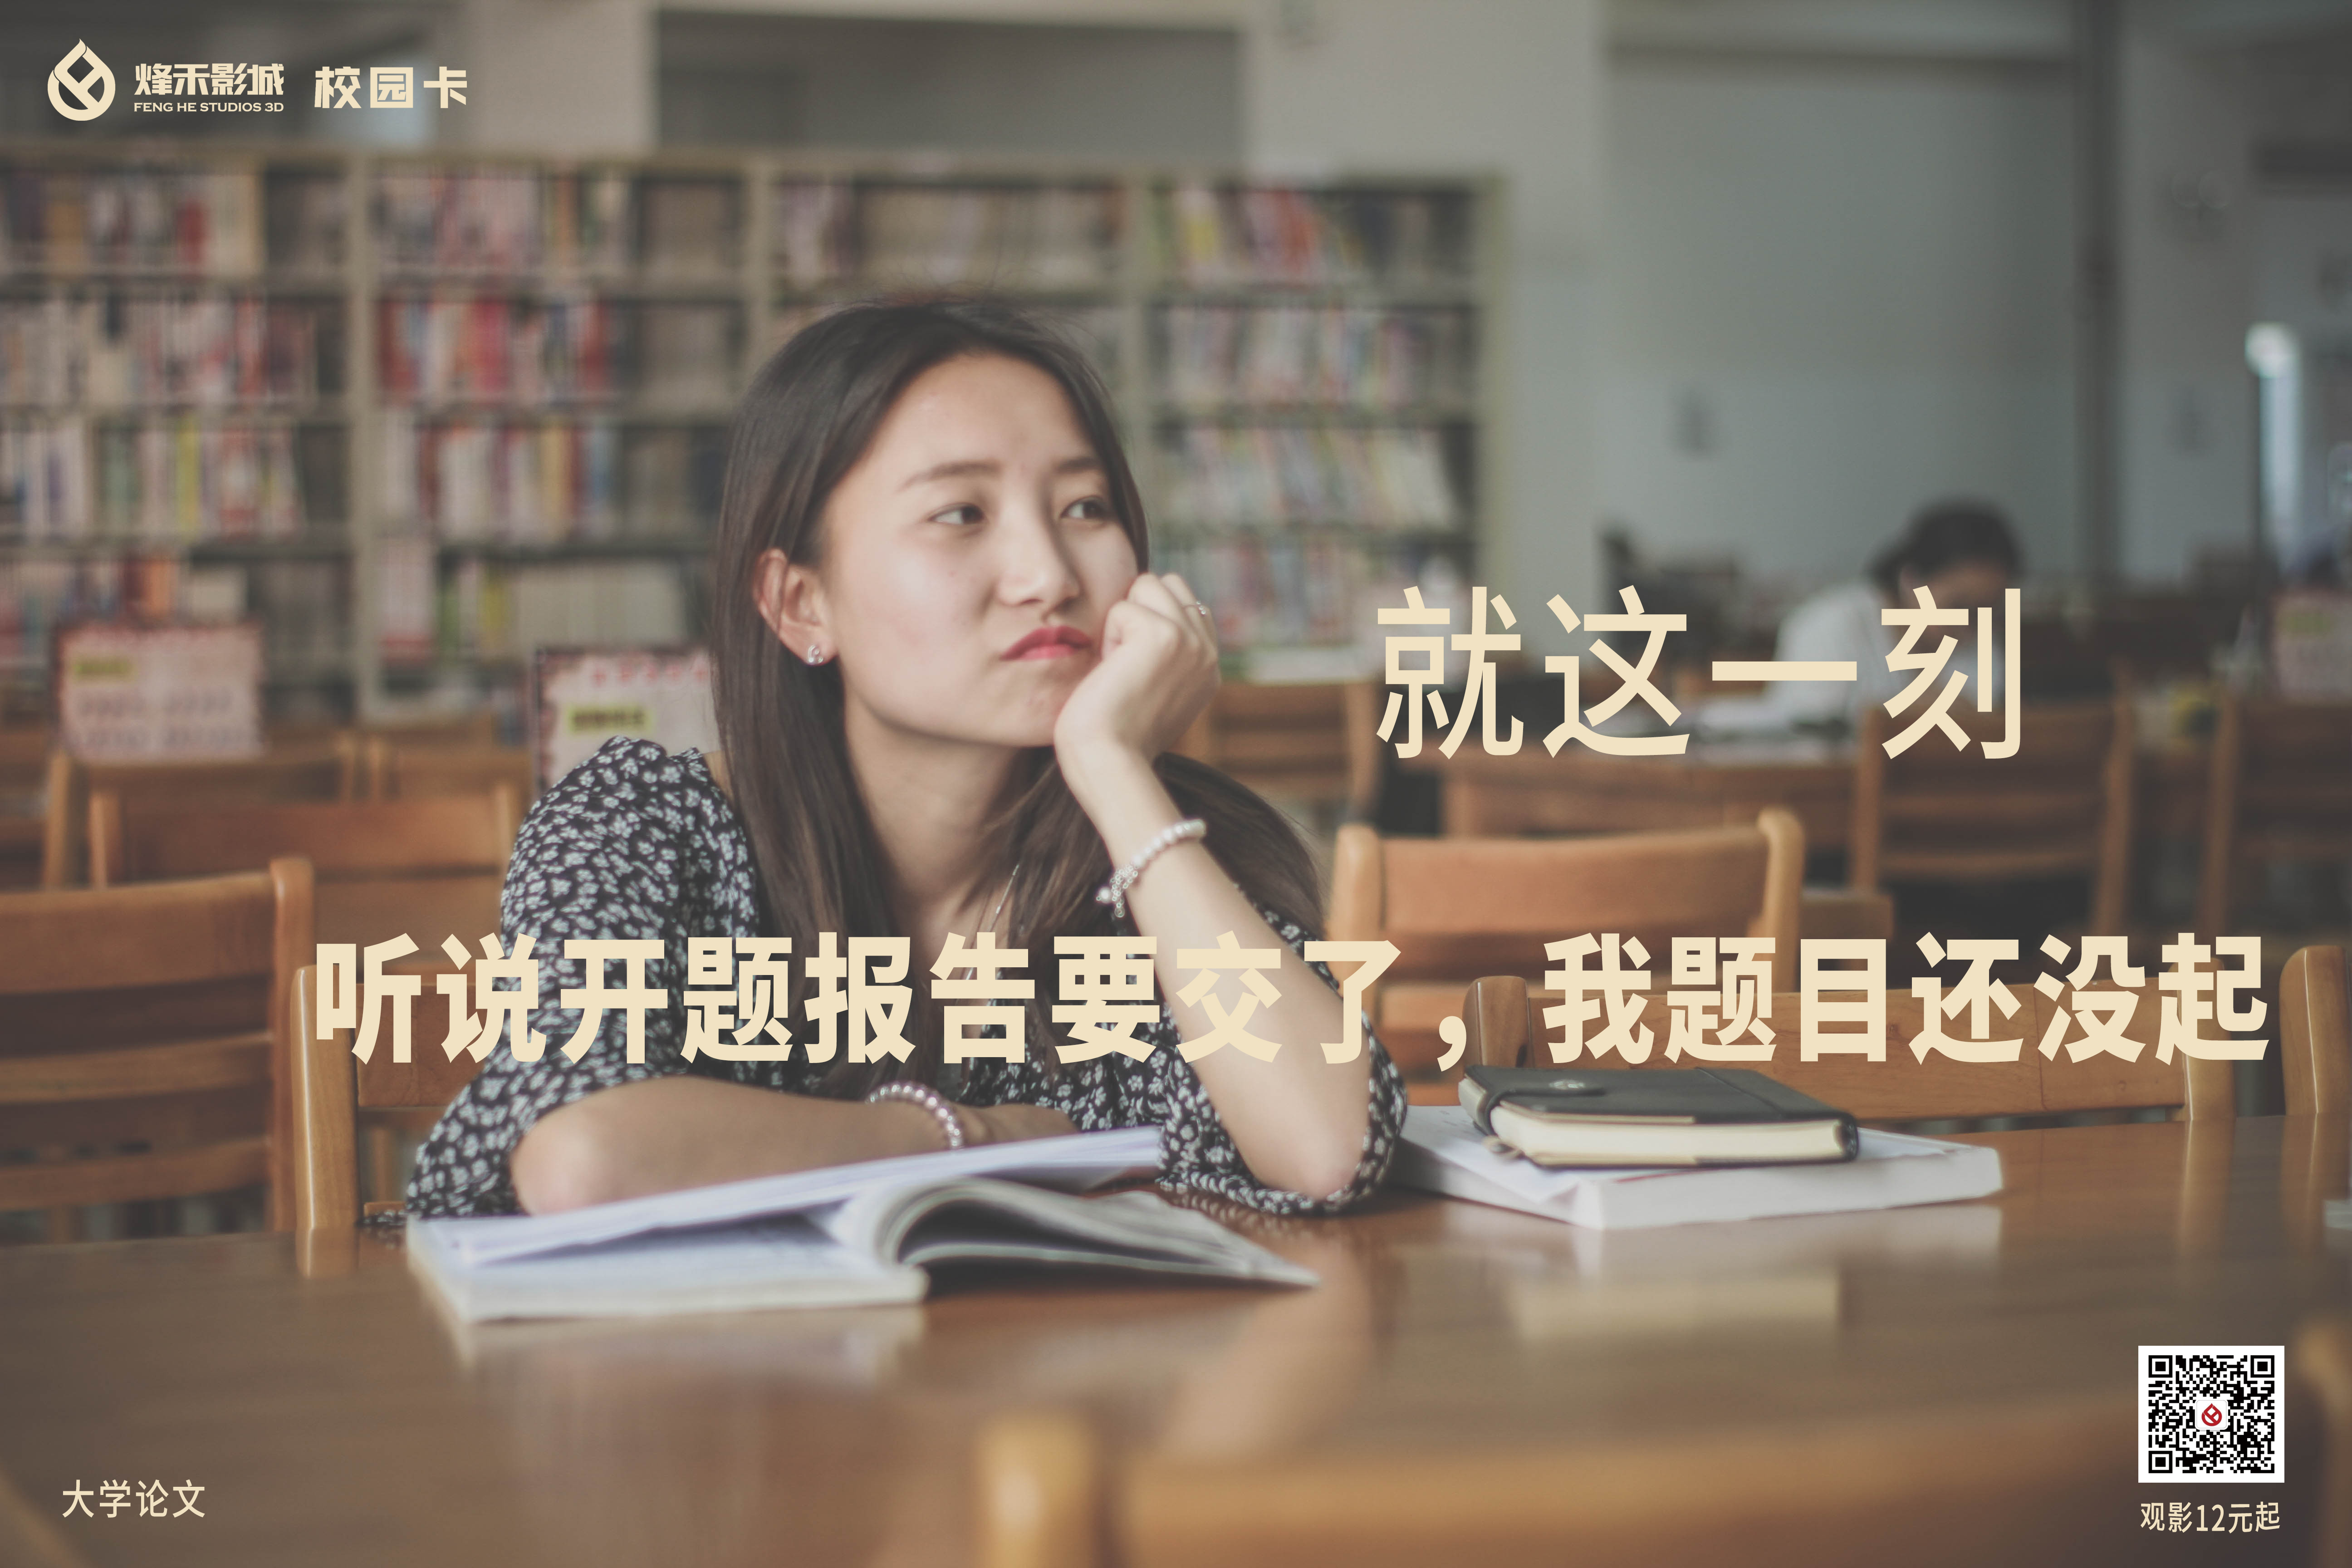 烽禾影城 校园卡
FENG HE STUDIOS 3D
就这一刻
听说开题报告要交了，我题目还没起
大学论文
观影12元起